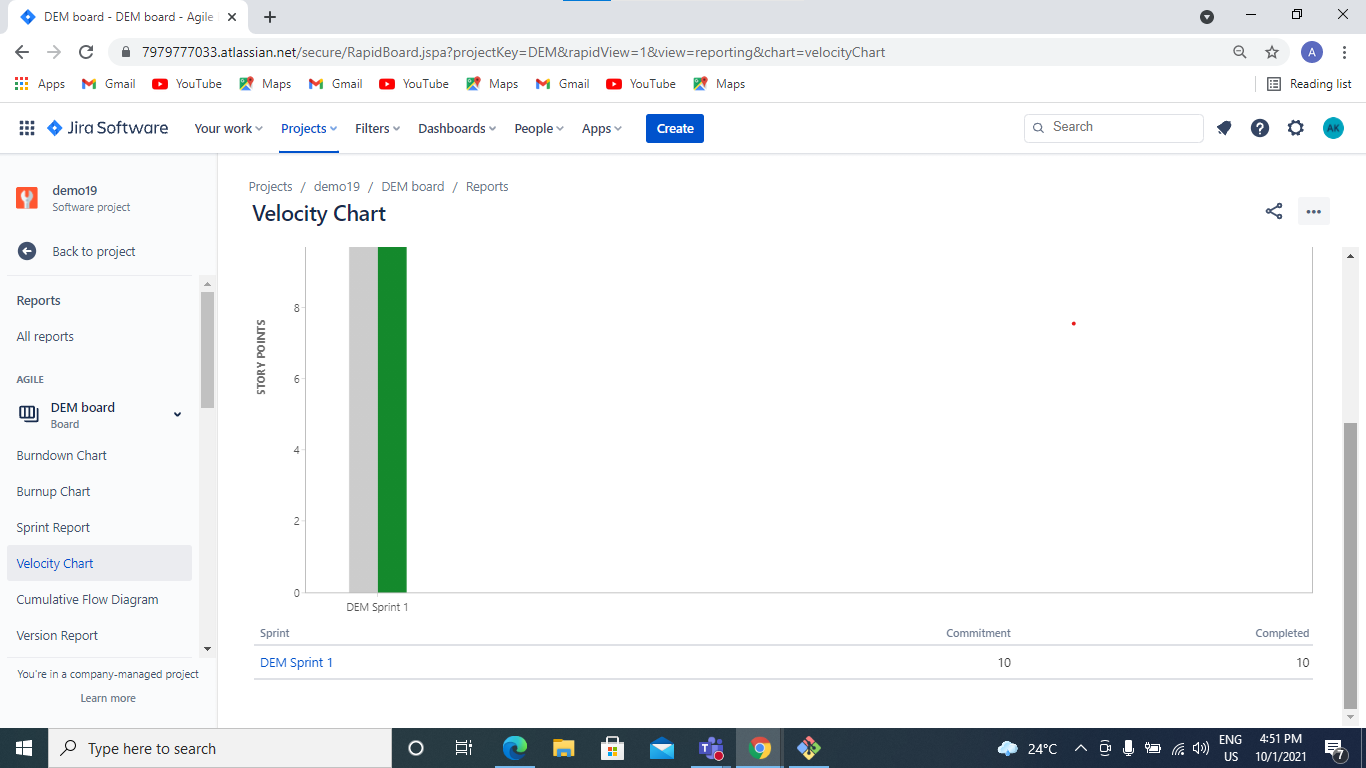 DEM board - DEM board - Agile
7979777033.atlassian.net/secure/RapidBoard.jspa?projectKey=DEM&rapidView=1&view=reporting&chart=velocityChart
A
Apps Gmail YouTube Maps Gmail YouTube Maps Gmail YouTube Maps Reading list
Jira Software Your work Projects Filters Dashboards People Apps Create Search AK
demo19
Software project
Back to project
Reports
All reports
AGILE
DEM board
Board
Burndown Chart
Burnup Chart
Sprint Report
Velocity Chart
Cumulative Flow Diagram
Version Report
You're in a company-managed project
Learn more
Projects / demo19 / DEM board / Reports
Velocity Chart
STORY POINTS
8
6
4
2
0
DEM Sprint 1
Sprint Commitment Completed
DEM Sprint 1 10 10
Type here to search
24°C
ENG
US
4:51 PM
10/1/2021
7